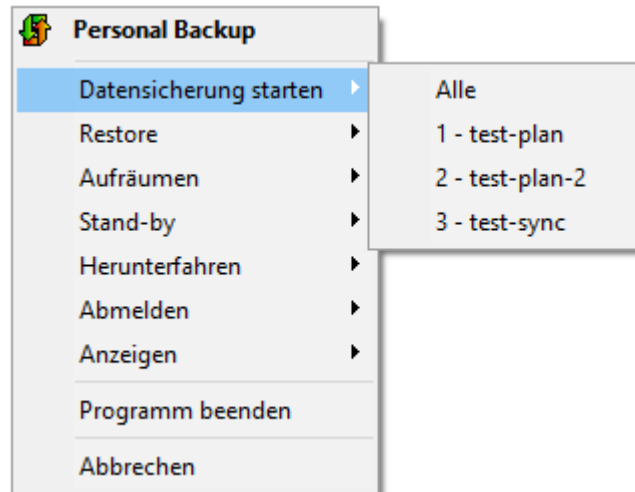 Personal Backup
Datensicherung starten
Alle
Restore
1 - test-plan
Aufräumen
2 - test-plan-2
Stand-by
3 - test-sync
Herunterfahren
Abmelden
Anzeigen
Programm beenden
Abbrechen